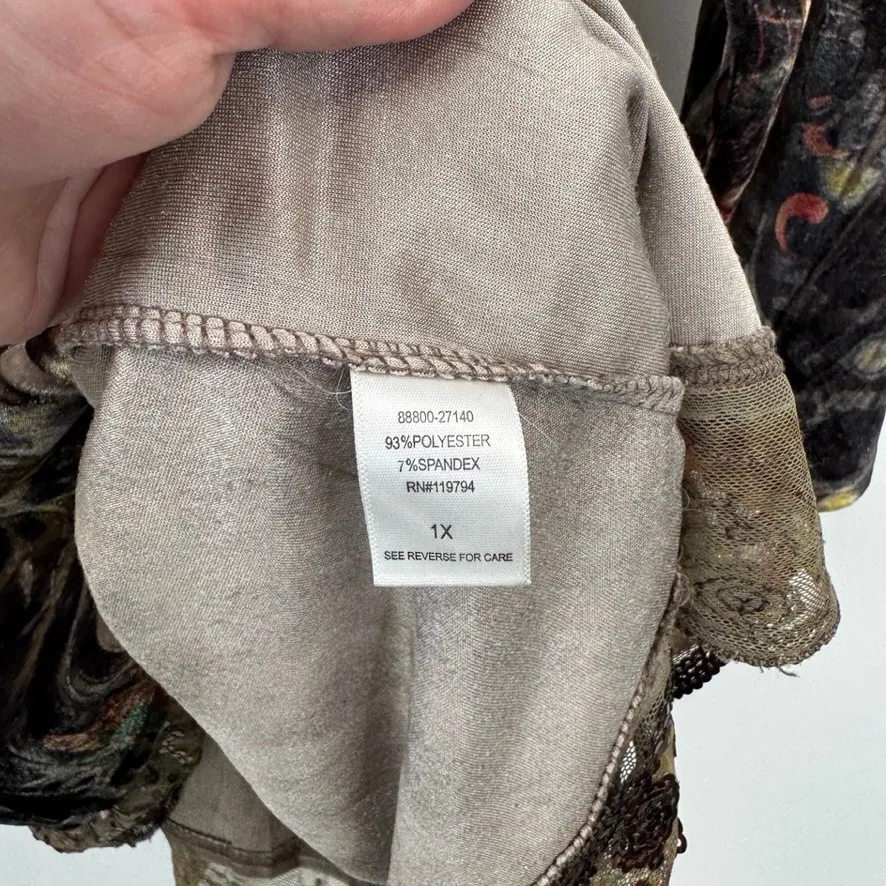 88800-27140
93%POLYESTER
7%SPANDEX
RN#119794
1X
SEE REVERSE FOR CARE